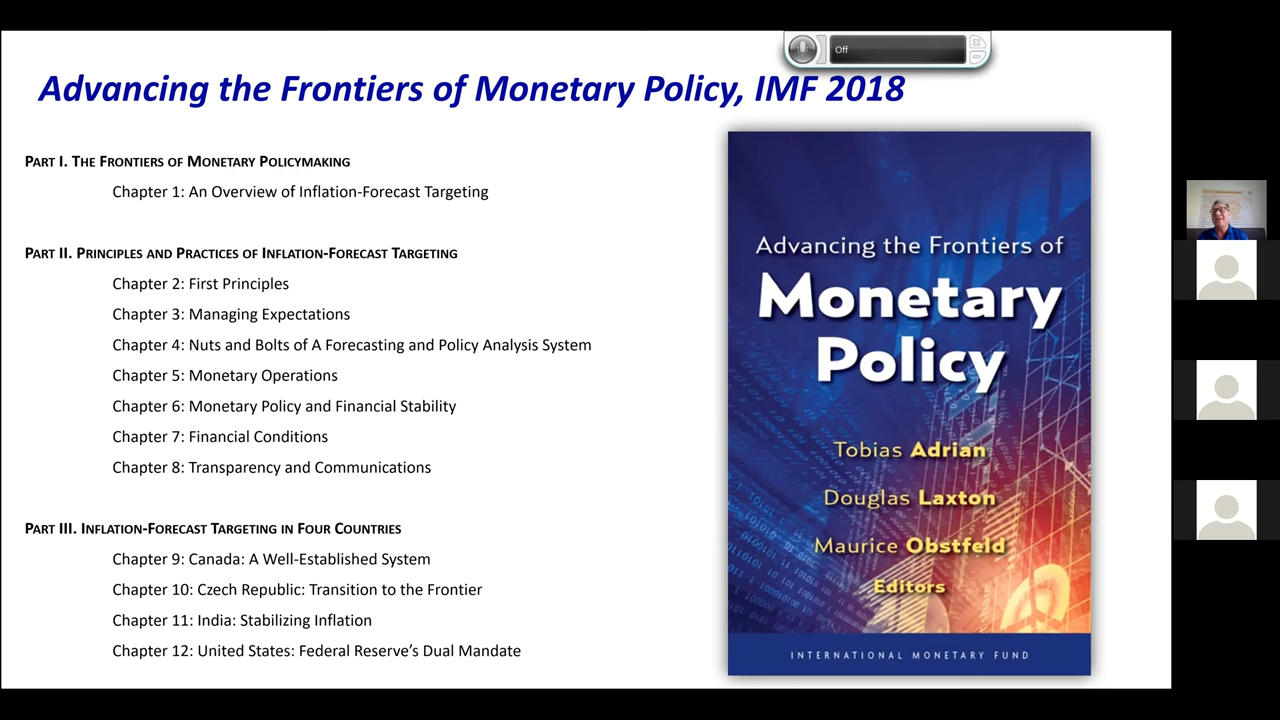 Off
Advancing the Frontiers of Monetary Policy, IMF 2018
PART I. THE FRONTIERS OF MONETARY POLICYMAKING
Chapter 1: An Overview of Inflation-Forecast Targeting
PART II. PRINCIPLES AND PRACTICES OF INFLATION-FORECAST TARGETING
Chapter 2: First Principles
Chapter 3: Managing Expectations
Chapter 4: Nuts and Bolts of A Forecasting and Policy Analysis System
Chapter 5: Monetary Operations
Chapter 6: Monetary Policy and Financial Stability
Chapter 7: Financial Conditions
Chapter 8: Transparency and Communications
PART III. INFLATION-FORECAST TARGETING IN FOUR COUNTRIES
Chapter 9: Canada: A Well-Established System
Chapter 10: Czech Republic: Transition to the Frontier
Chapter 11: India: Stabilizing Inflation
Chapter 12: United States: Federal Reserve's Dual Mandate
Advancing the Frontiers of
Monetary
Policy
Tobias Adrian
Douglas Laxton
Maurice Obstfeld
Editors
INTERNATIONAL MONETARY FUND